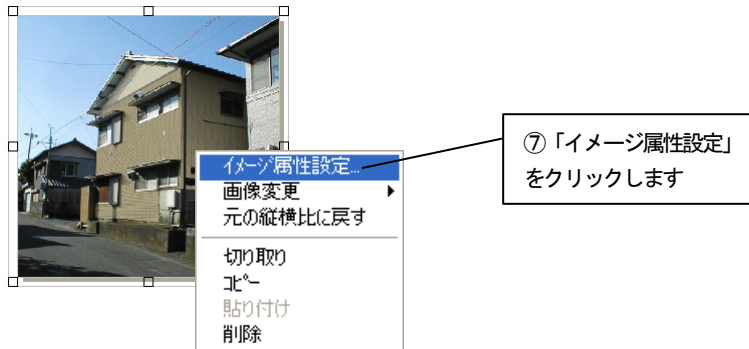 イメージ属性設定...
画像変更
元の縦横比に戻す
切り取り
コピー
貼り付け
削除
⑦「イメージ属性設定」
をクリックします